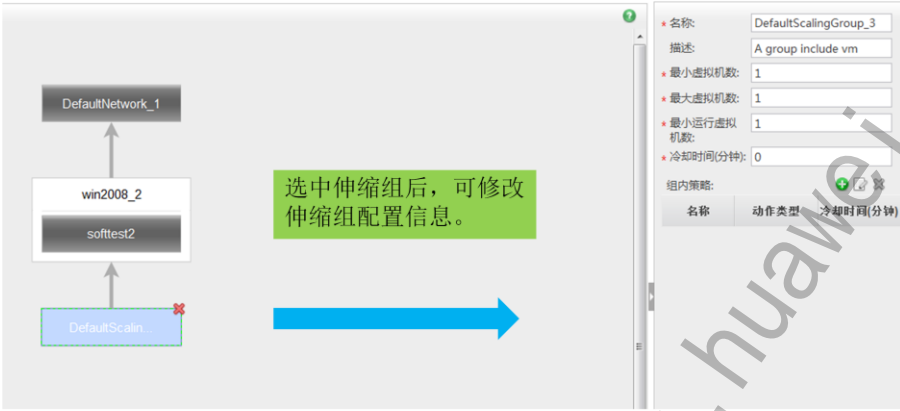 DefaultNetwork_1
win2008_2
softtest2
DefaultScalin...
选中伸缩组后，可修改
伸缩组配置信息。
* 名称: DefaultScalingGroup_3
描述: A group include vm
* 最小虚拟机数: 1
* 最大虚拟机数: 1
* 最小运行虚拟
机数: 1
* 冷却时间(分钟): 0
组内策略:
名称 动作类型 冷却时间(分钟)
huawei